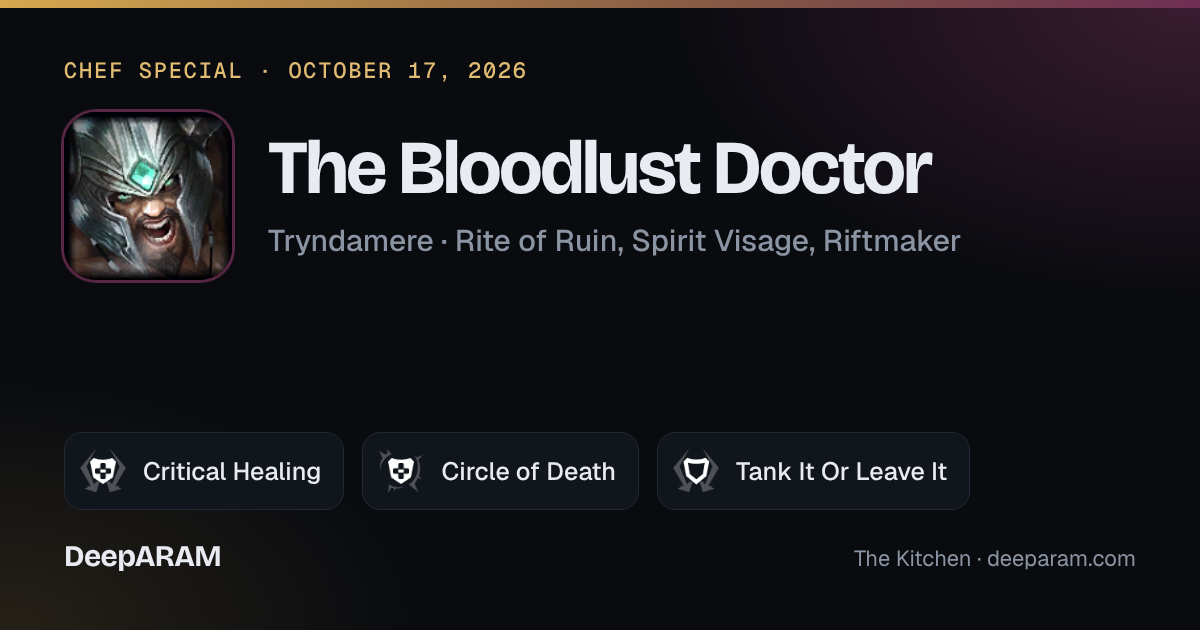 CHEF SPECIAL · OCTOBER 17, 2026
The Bloodlust Doctor
Tryndamere · Rite of Ruin, Spirit Visage, Riftmaker
Critical Healing
Circle of Death
Tank It Or Leave It
DeepARAM
The Kitchen · deeparam.com